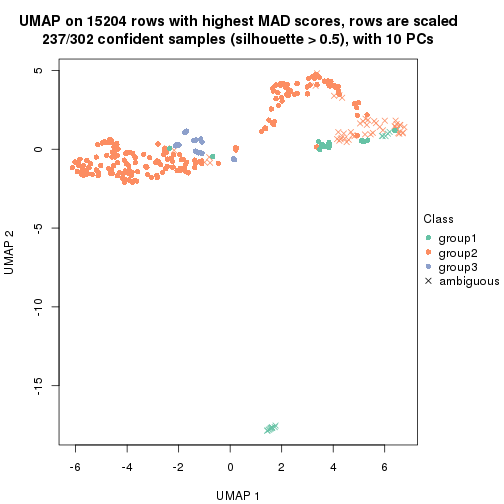 UMAP on 15204 rows with highest MAD scores, rows are scaled
237/302 confident samples (silhouette > 0.5), with 10 PCs
5
0
-5
-10
-15
UMAP 2
-6 -4 -2 0 2 4 6
UMAP 1
Class
group1
group2
group3
ambiguous